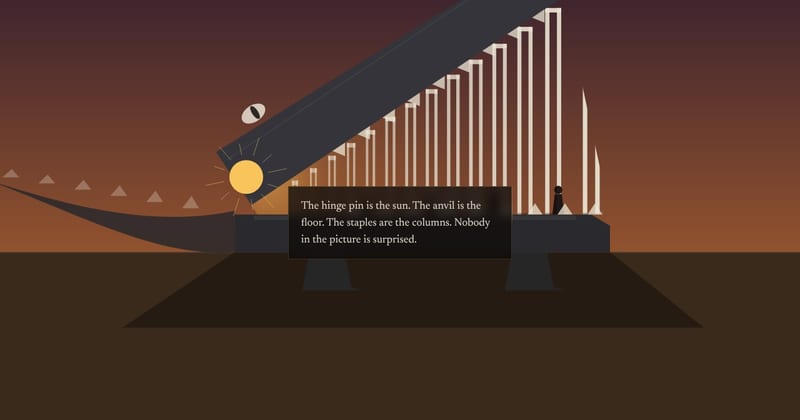 The hinge pin is the sun. The anvil is the
floor. The staples are the columns. Nobody
in the picture is surprised.